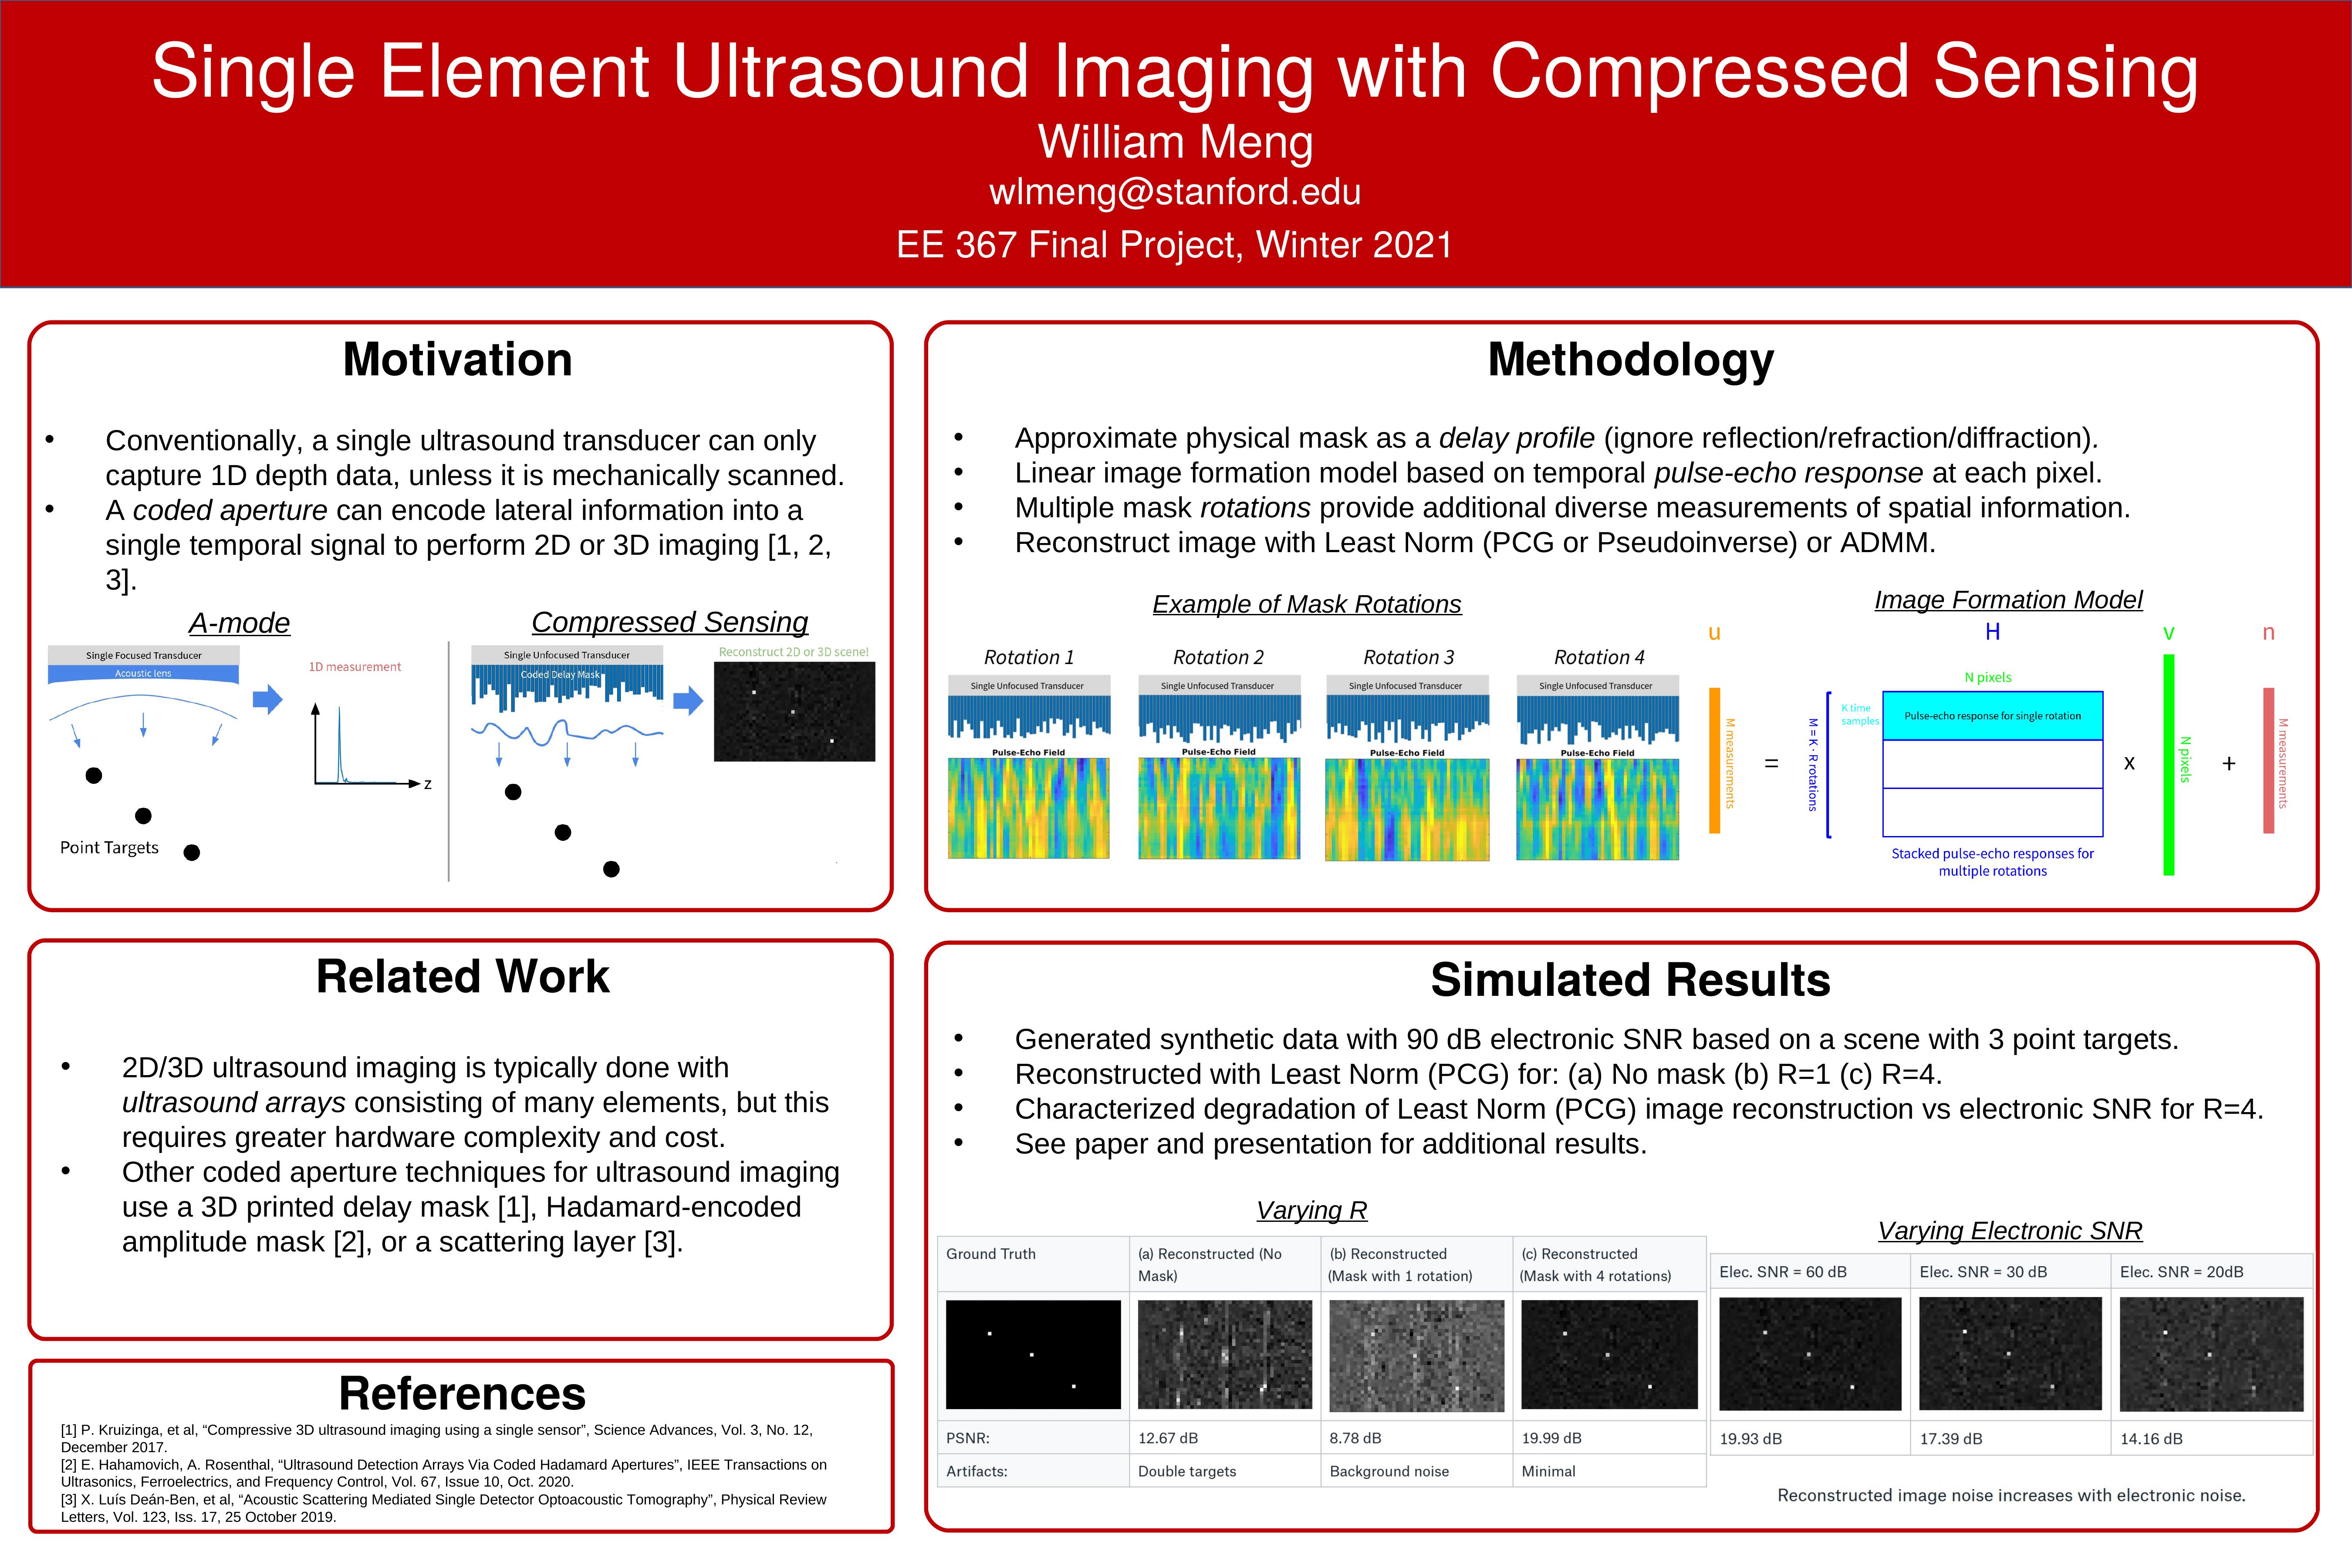 Single Element Ultrasound Imaging with Compressed Sensing
William Meng
wlmeng@stanford.edu
EE 367 Final Project, Winter 2021
Motivation
• Conventionally, a single ultrasound transducer can only
capture 1D depth data, unless it is mechanically scanned.
• A coded aperture can encode lateral information into a
single temporal signal to perform 2D or 3D imaging [1, 2,
3].
A-mode
Single Focused Transducer
Acoustic lens
1D measurement
z
Point Targets
Compressed Sensing
Single Unfocused Transducer
Coded Delay Mask
Reconstruct 2D or 3D scene!
Methodology
• Approximate physical mask as a delay profile (ignore reflection/refraction/diffraction).
• Linear image formation model based on temporal pulse-echo response at each pixel.
• Multiple mask rotations provide additional diverse measurements of spatial information.
• Reconstruct image with Least Norm (PCG or Pseudoinverse) or ADMM.
Example of Mask Rotations
Rotation 1
Single Unfocused Transducer
Pulse-Echo Field
Rotation 2
Single Unfocused Transducer
Pulse-Echo Field
Rotation 3
Single Unfocused Transducer
Pulse-Echo Field
Rotation 4
Single Unfocused Transducer
Pulse-Echo Field
Image Formation Model
u
H
v
n
M measurements
=
M = K · R rotations
K time
samples
N pixels
Pulse-echo response for single rotation
Stacked pulse-echo responses for
multiple rotations
x
N pixels
+
M measurements
Related Work
• 2D/3D ultrasound imaging is typically done with
ultrasound arrays consisting of many elements, but this
requires greater hardware complexity and cost.
• Other coded aperture techniques for ultrasound imaging
use a 3D printed delay mask [1], Hadamard-encoded
amplitude mask [2], or a scattering layer [3].
References
[1] P. Kruizinga, et al, “Compressive 3D ultrasound imaging using a single sensor”, Science Advances, Vol. 3, No. 12,
December 2017.
[2] E. Hahamovich, A. Rosenthal, “Ultrasound Detection Arrays Via Coded Hadamard Apertures”, IEEE Transactions on
Ultrasonics, Ferroelectrics, and Frequency Control, Vol. 67, Issue 10, Oct. 2020.
[3] X. Luís Deán-Ben, et al, “Acoustic Scattering Mediated Single Detector Optoacoustic Tomography”, Physical Review
Letters, Vol. 123, Iss. 17, 25 October 2019.
Simulated Results
• Generated synthetic data with 90 dB electronic SNR based on a scene with 3 point targets.
• Reconstructed with Least Norm (PCG) for: (a) No mask (b) R=1 (c) R=4.
• Characterized degradation of Least Norm (PCG) image reconstruction vs electronic SNR for R=4.
• See paper and presentation for additional results.
Varying R
Ground Truth
(a) Reconstructed (No
Mask)
(b) Reconstructed
(Mask with 1 rotation)
(c) Reconstructed
(Mask with 4 rotations)
PSNR: 12.67 dB 8.78 dB 19.99 dB
Artifacts: Double targets Background noise Minimal
Varying Electronic SNR
Elec. SNR = 60 dB Elec. SNR = 30 dB Elec. SNR = 20dB
19.93 dB 17.39 dB 14.16 dB
Reconstructed image noise increases with electronic noise.